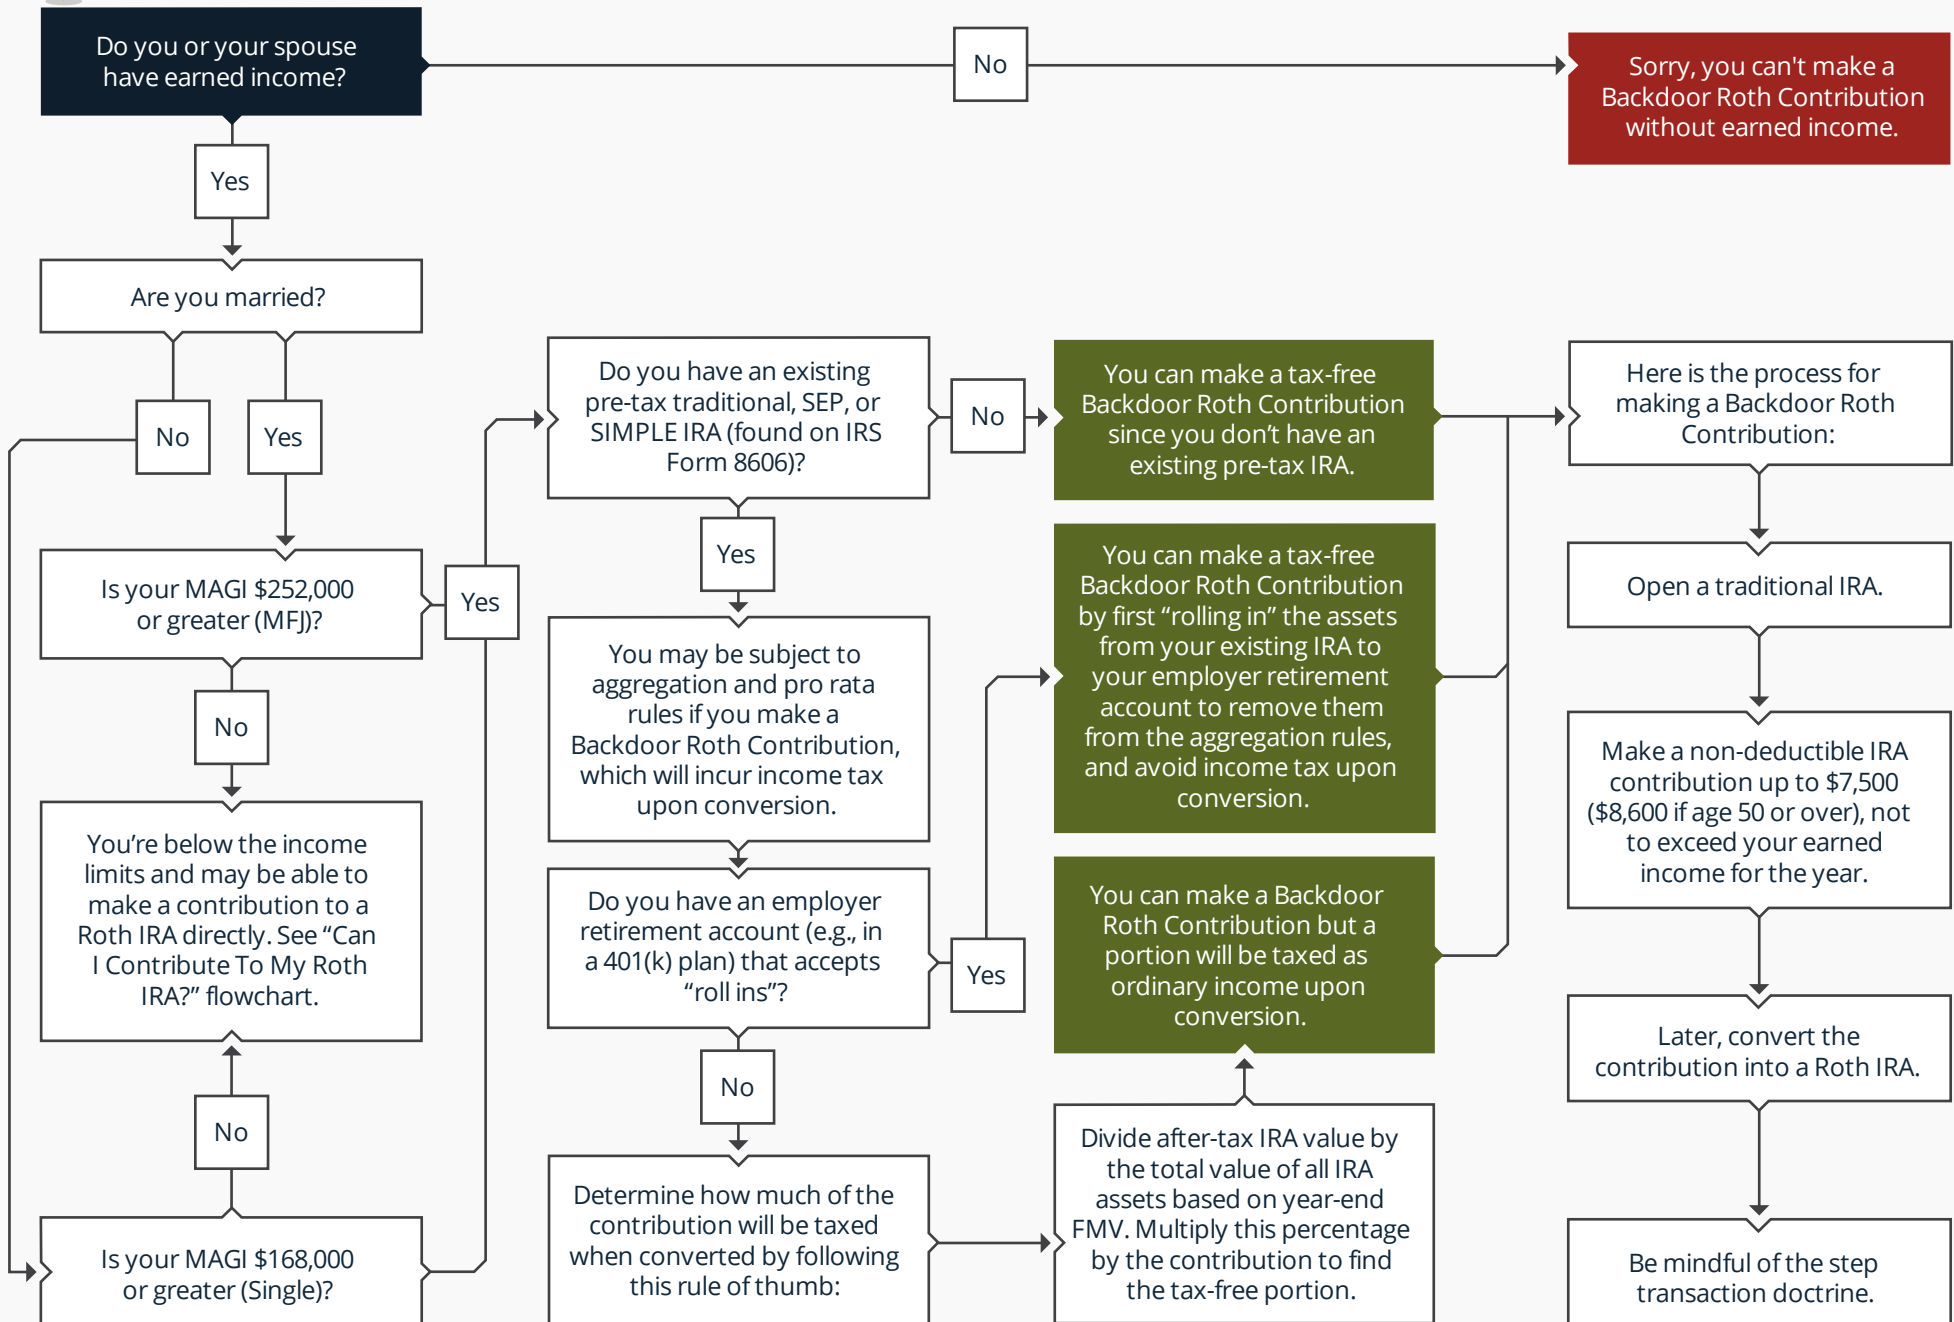 Do you or your spouse
have earned income?
No
Sorry, you can't make a
Backdoor Roth Contribution
without earned income.
Yes
Are you married?
No
Yes
Is your MAGI $252,000
or greater (MFJ)?
Yes
No
You’re below the income
limits and may be able to
make a contribution to a
Roth IRA directly. See “Can
I Contribute To My Roth
IRA?” flowchart.
No
Is your MAGI $168,000
or greater (Single)?
Do you have an existing
pre-tax traditional, SEP, or
SIMPLE IRA (found on IRS
Form 8606)?
No
Yes
You may be subject to
aggregation and pro rata
rules if you make a
Backdoor Roth Contribution,
which will incur income tax
upon conversion.
Do you have an employer
retirement account (e.g., in
a 401(k) plan) that accepts
“roll ins”?
Yes
No
Determine how much of the
contribution will be taxed
when converted by following
this rule of thumb:
You can make a tax-free
Backdoor Roth Contribution
since you don’t have an
existing pre-tax IRA.
You can make a tax-free
Backdoor Roth Contribution
by first “rolling in” the assets
from your existing IRA to
your employer retirement
account to remove them
from the aggregation rules,
and avoid income tax upon
conversion.
You can make a Backdoor
Roth Contribution but a
portion will be taxed as
ordinary income upon
conversion.
Divide after-tax IRA value by
the total value of all IRA
assets based on year-end
FMV. Multiply this percentage
by the contribution to find
the tax-free portion.
Here is the process for
making a Backdoor Roth
Contribution:
Open a traditional IRA.
Make a non-deductible IRA
contribution up to $7,500
($8,600 if age 50 or over), not
to exceed your earned
income for the year.
Later, convert the
contribution into a Roth IRA.
Be mindful of the step
transaction doctrine.